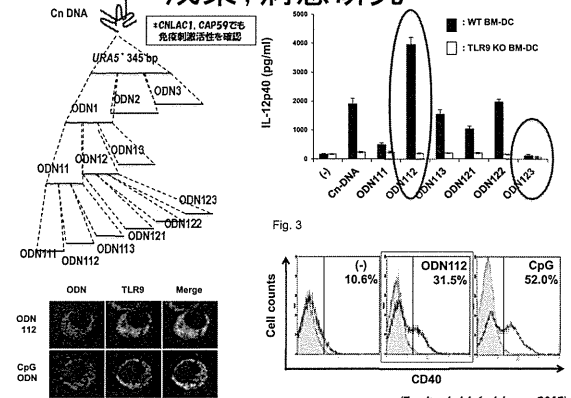 Cn DNA
*CNLAC1, CAP59でも
免疫刺激活性を確認
URA5* 345 bp
ODN1
ODN2
ODN3
ODN11
ODN12
ODN13
ODN111
ODN112
ODN113
ODN121
ODN122
ODN123
IL-12p40 (pg/ml)
5000
4000
3000
2000
1000
0
: WT BM-DC
: TLR9 KO BM-DC
(-)
Cn-DNA
ODN111
ODN112
ODN113
ODN121
ODN122
ODN123
Fig. 3
ODN
TLR9
Merge
ODN
112
CpG
ODN
Cell counts
(-)
10.6%
ODN112
31.5%
CpG
52.0%
CD40